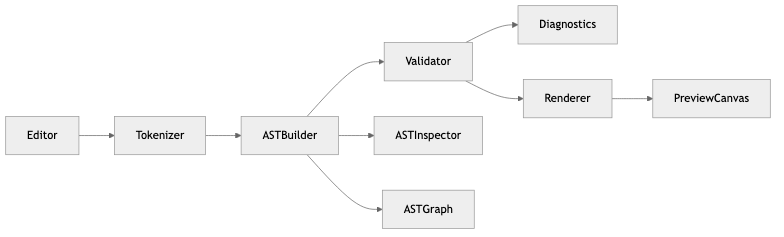 Editor
Tokenizer
ASTBuilder
Validator
ASTInspector
ASTGraph
Diagnostics
Renderer
PreviewCanvas